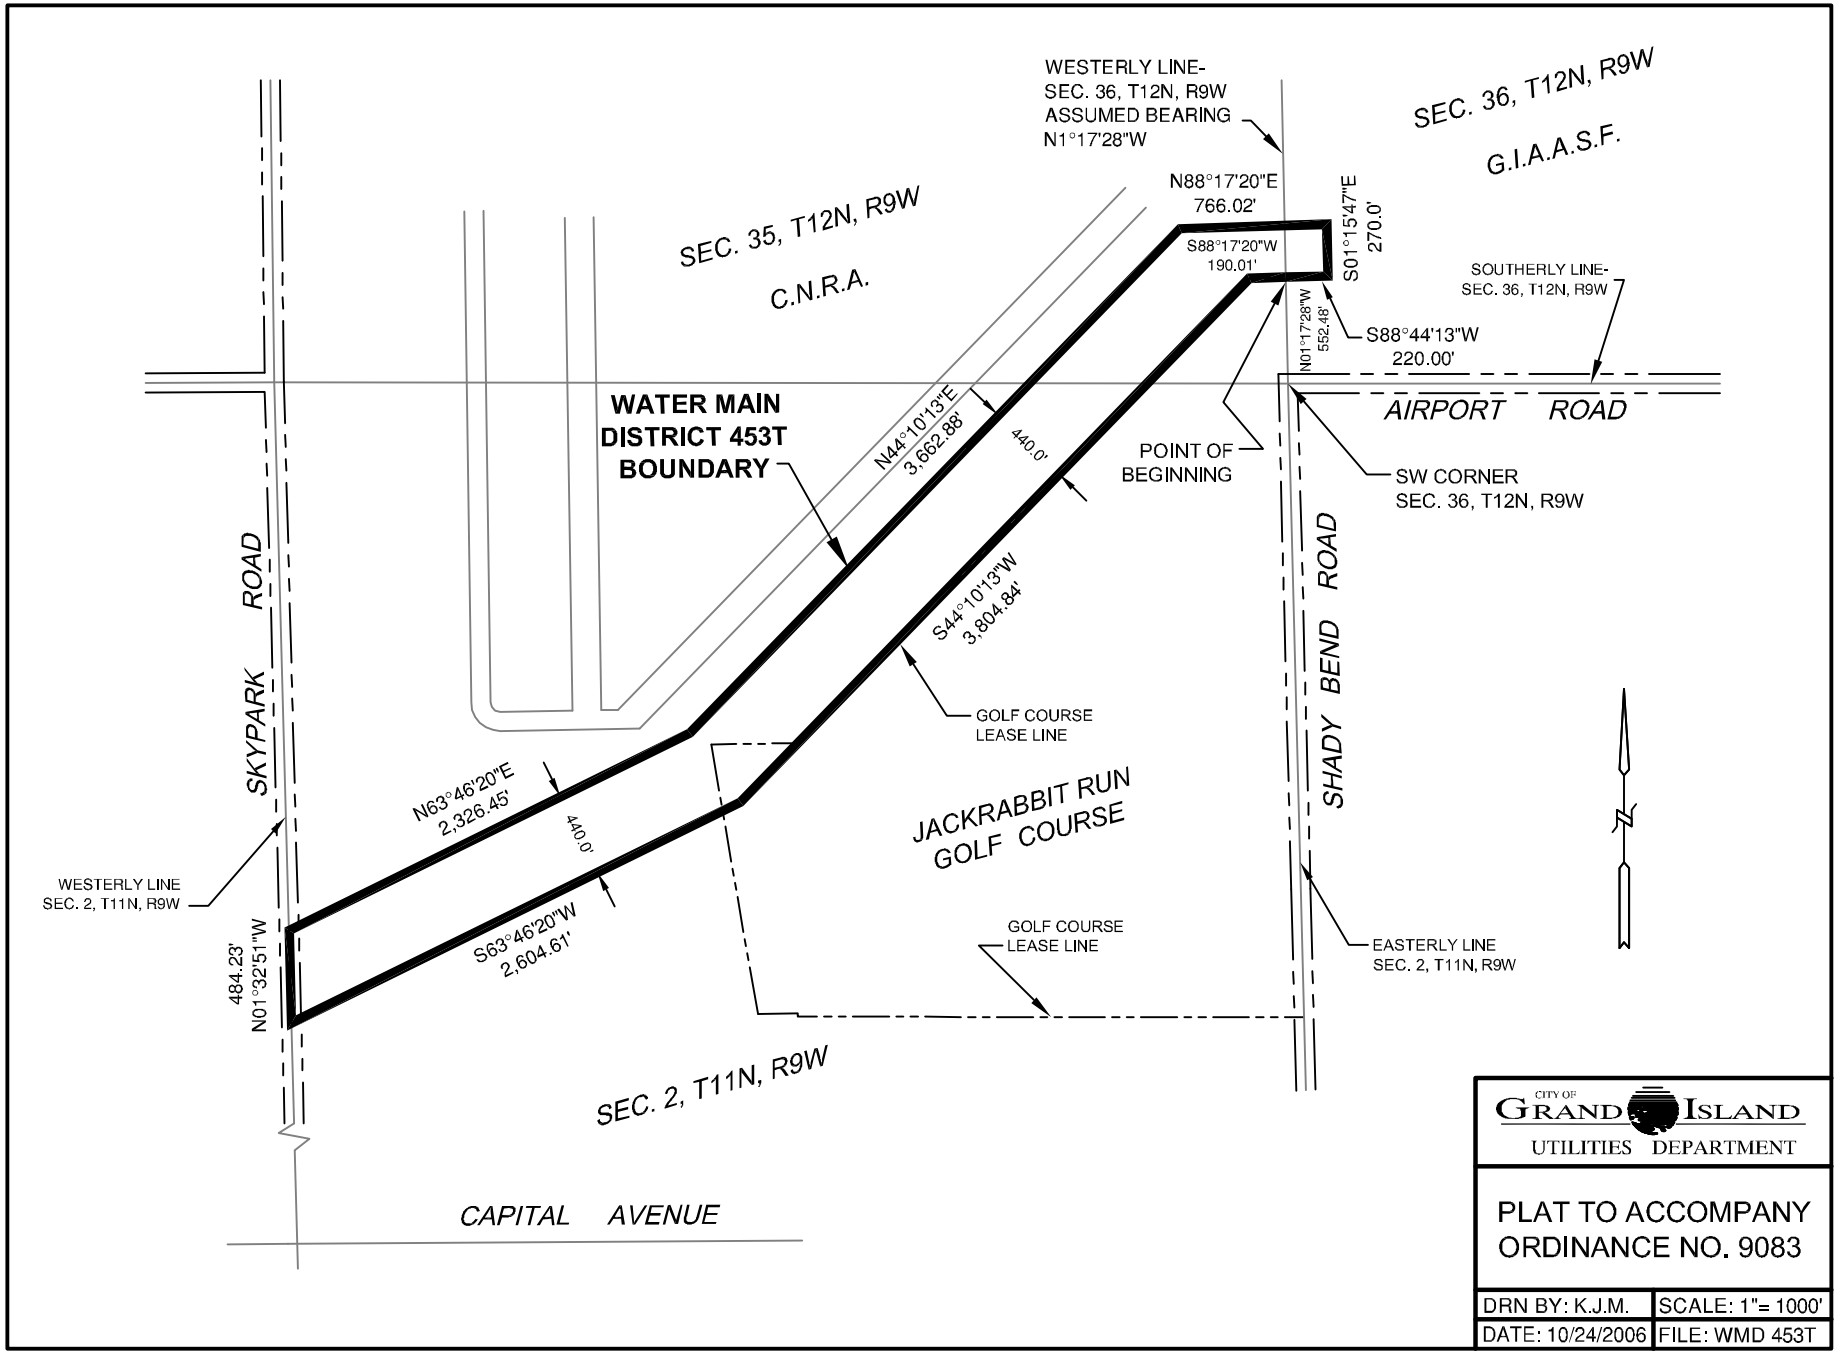 WESTERLY LINE-
SEC. 36, T12N, R9W
ASSUMED BEARING
N1°17'28"W
SEC. 36, T12N, R9W
G.I.A.A.S.F.
N88°17'20"E
766.02'
S01°15'47"E
270.0'
SEC. 35, T12N, R9W
C.N.R.A.
S88°17'20"W
190.01'
SOUTHERLY LINE-
SEC. 36, T12N, R9W
N01°17'28"W
552.48'
S88°44'13"W
220.00'
AIRPORT ROAD
WATER MAIN
DISTRICT 453T
BOUNDARY
N44°10'13"E
3,662.88'
440.0'
POINT OF
BEGINNING
SW CORNER
SEC. 36, T12N, R9W
SKYPARK ROAD
S44°10'13"W
3,804.84'
SHADY BEND ROAD
GOLF COURSE
LEASE LINE
N63°46'20"E
2,326.45'
440.0'
JACKRABBIT RUN
GOLF COURSE
WESTERLY LINE
SEC. 2, T11N, R9W
484.23'
N01°32'51"W
S63°46'20"W
2,604.61'
GOLF COURSE
LEASE LINE
EASTERLY LINE
SEC. 2, T11N, R9W
SEC. 2, T11N, R9W
CAPITAL AVENUE
CITY OF
GRAND ISLAND
UTILITIES DEPARTMENT
PLAT TO ACCOMPANY
ORDINANCE NO. 9083
DRN BY: K.J.M. SCALE: 1"= 1000'
DATE: 10/24/2006 FILE: WMD 453T